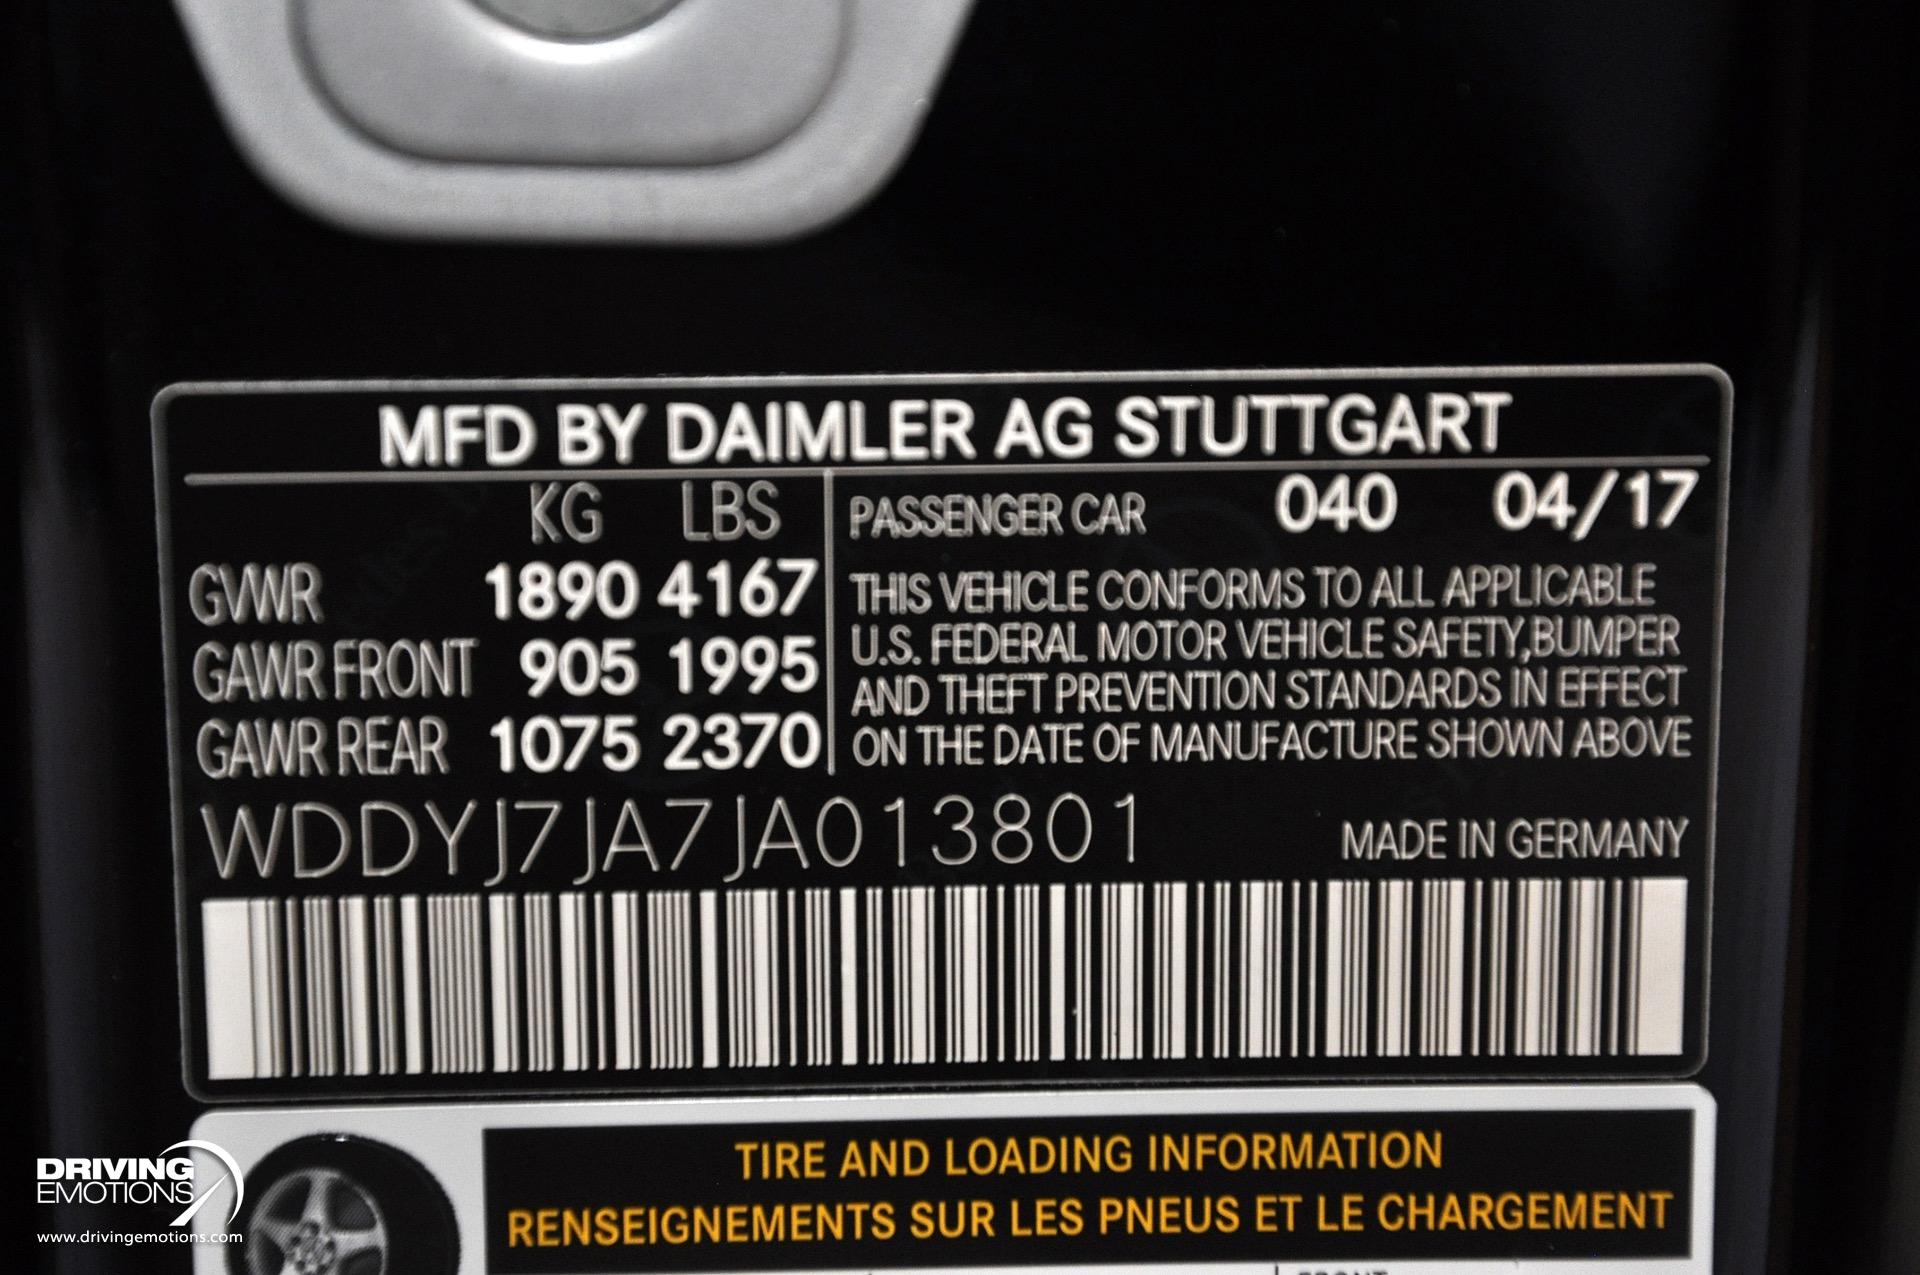 MFD BY DAIMLER AG STUTTGART
KG LBS
GVWR 1890 4167
GAWR FRONT 905 1995
GAWR REAR 1075 2370
PASSENGER CAR 040 04/17
THIS VEHICLE CONFORMS TO ALL APPLICABLE
U.S. FEDERAL MOTOR VEHICLE SAFETY,BUMPER
AND THEFT PREVENTION STANDARDS IN EFFECT
ON THE DATE OF MANUFACTURE SHOWN ABOVE
WDDYJ7JA7JA013801
MADE IN GERMANY
TIRE AND LOADING INFORMATION
RENSEIGNEMENTS SUR LES PNEUS ET LE CHARGEMENT
DRIVING
EMOTIONS
www.drivingemotions.com